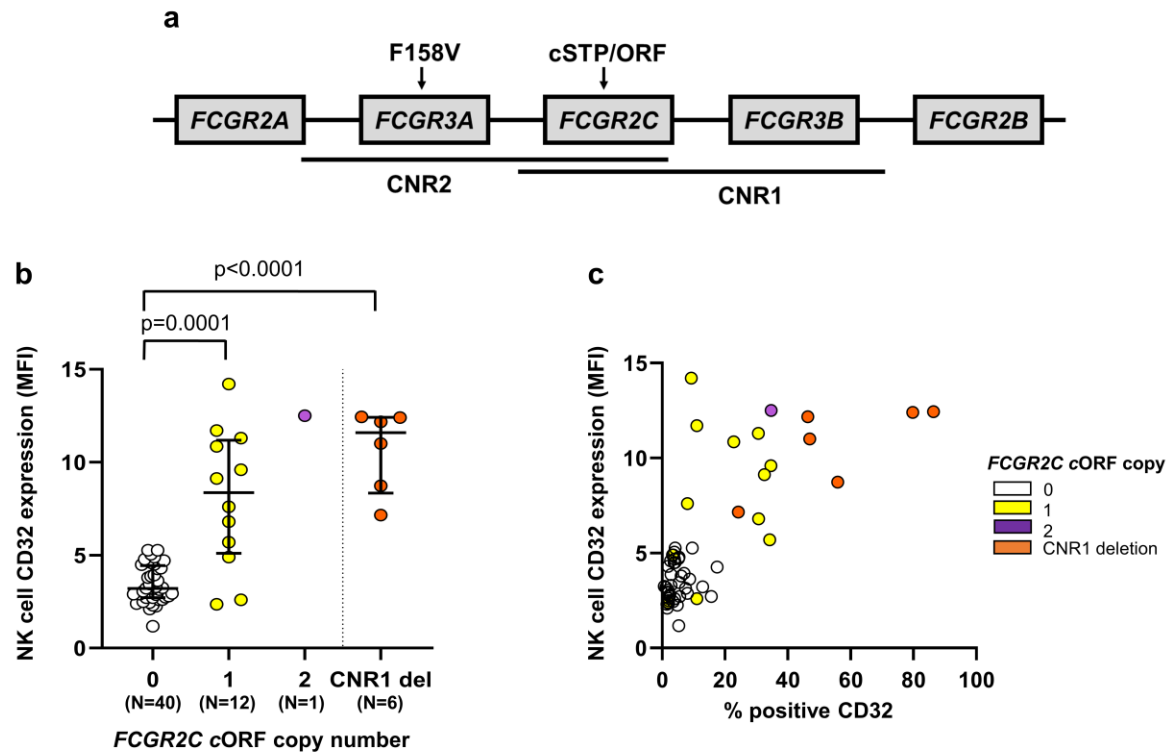 a
F158V cSTP/ORF
FCGR2A FCGR3A FCGR2C FCGR3B FCGR2B
CNR2
CNR1
b
p<0.0001
p=0.0001
NK cell CD32 expression (MFI)
15
10
5
0
0 1 2 CNR1 del
(N=40) (N=12) (N=1) (N=6)
FCGR2C cORF copy number
c
NK cell CD32 expression (MFI)
15
10
5
0
0 20 40 60 80 100
% positive CD32
FCGR2C cORF copy
0
1
2
CNR1 deletion